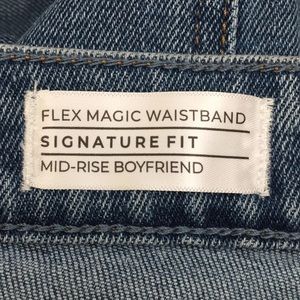 FLEX MAGIC WAISTBAND
SIGNATURE FIT
MID-RISE BOYFRIEND